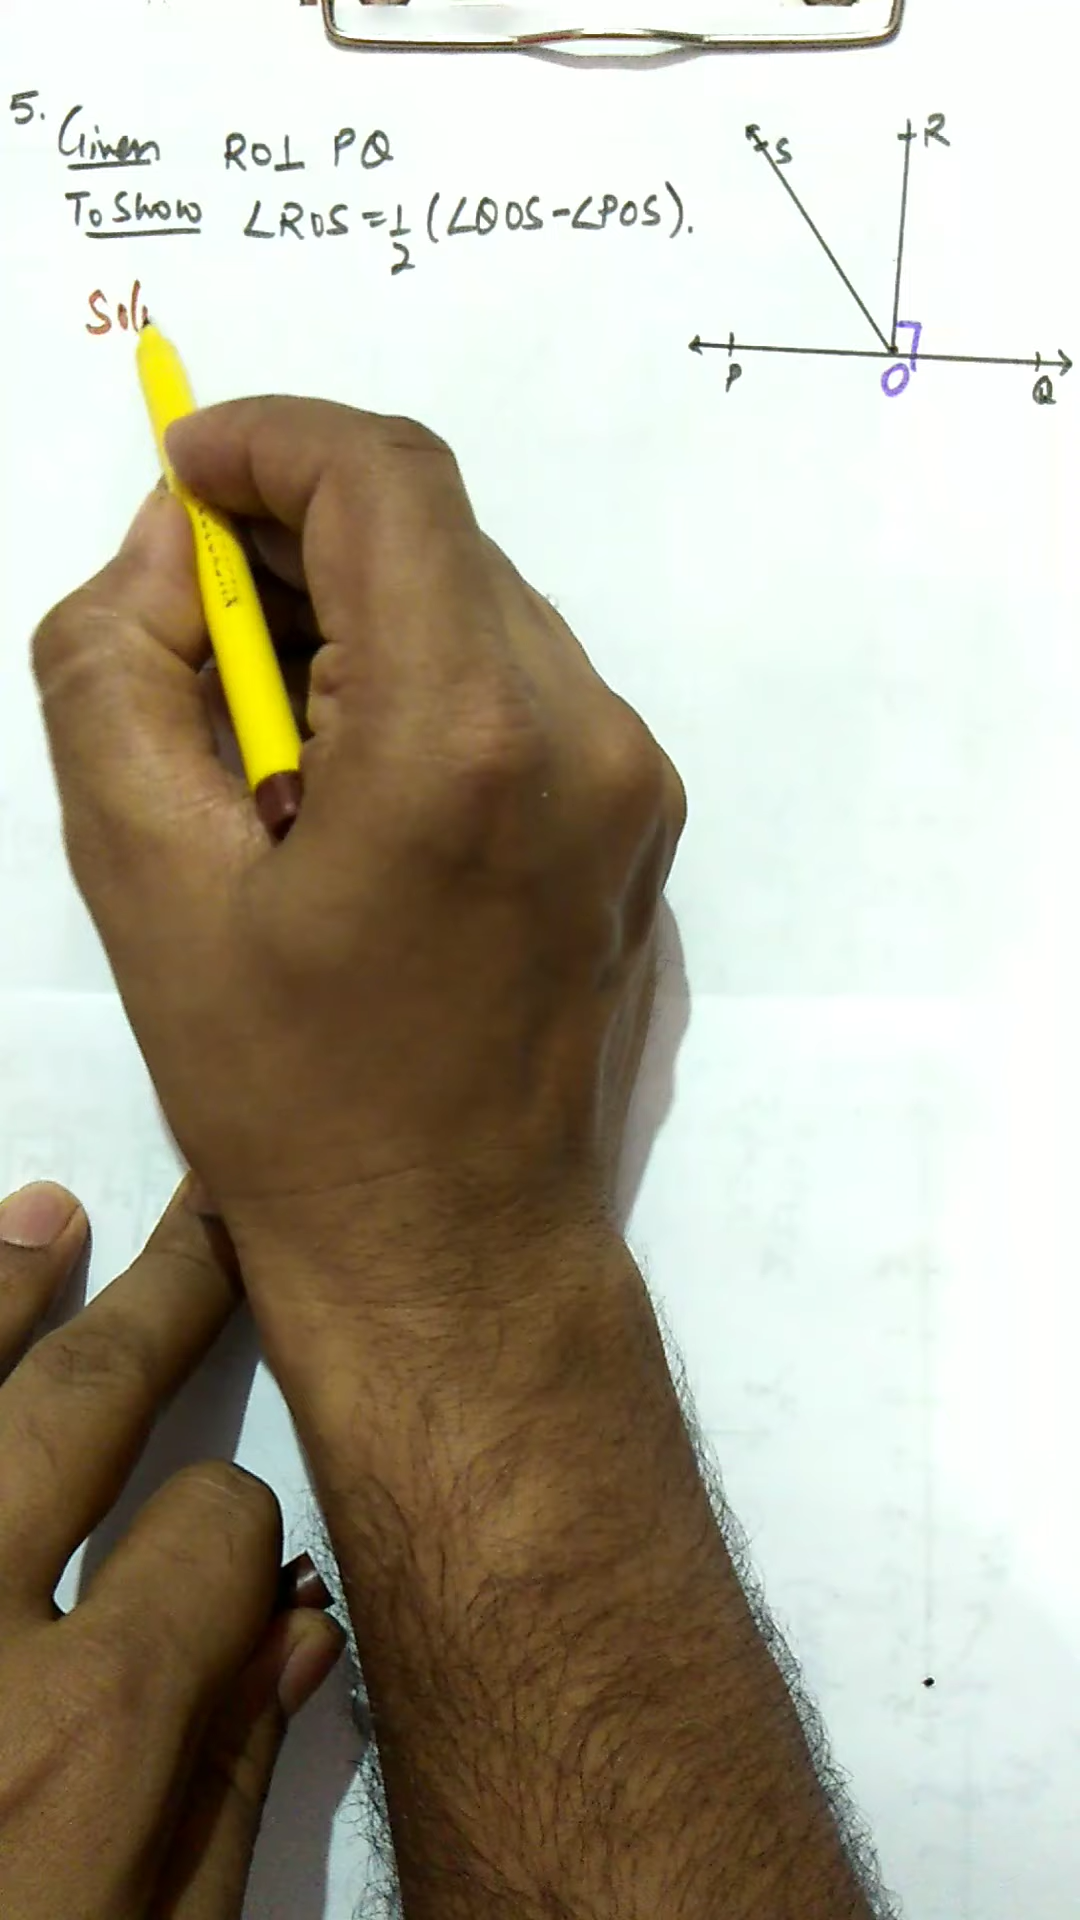 5. Given RO⊥ PQ
To Show ∠ROS = 1/2 (∠QOS - ∠POS).
Sol
S
R
P
O
Q